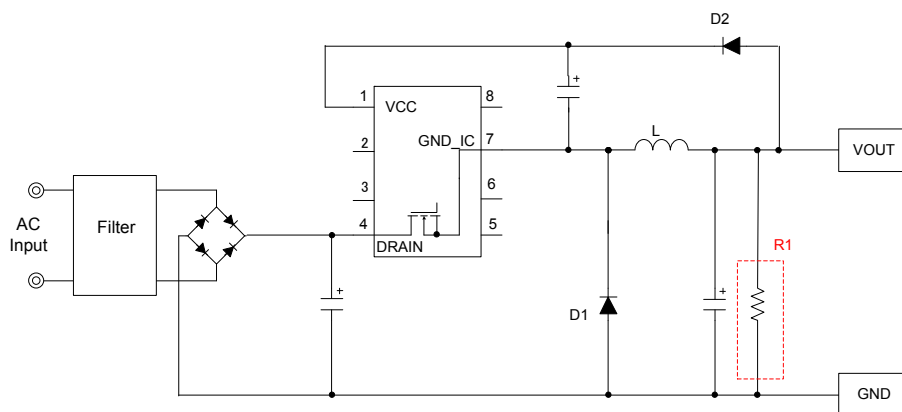 D2
1
VCC
8
+
2
GND_IC
7
L
VOUT
3
6
AC
Input
Filter
4
5
DRAIN
R1
+
D1
+
GND